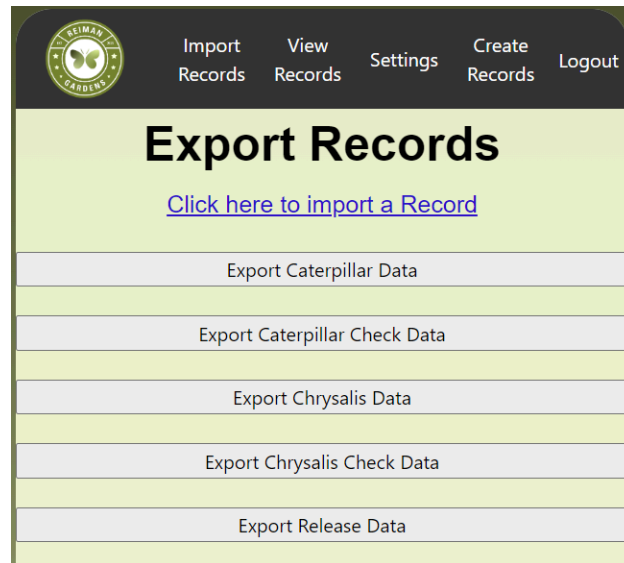 REIMAN
GARDENS
Import
Records
View
Records
Settings
Create
Records
Logout
Export Records
Click here to import a Record
Export Caterpillar Data
Export Caterpillar Check Data
Export Chrysalis Data
Export Chrysalis Check Data
Export Release Data